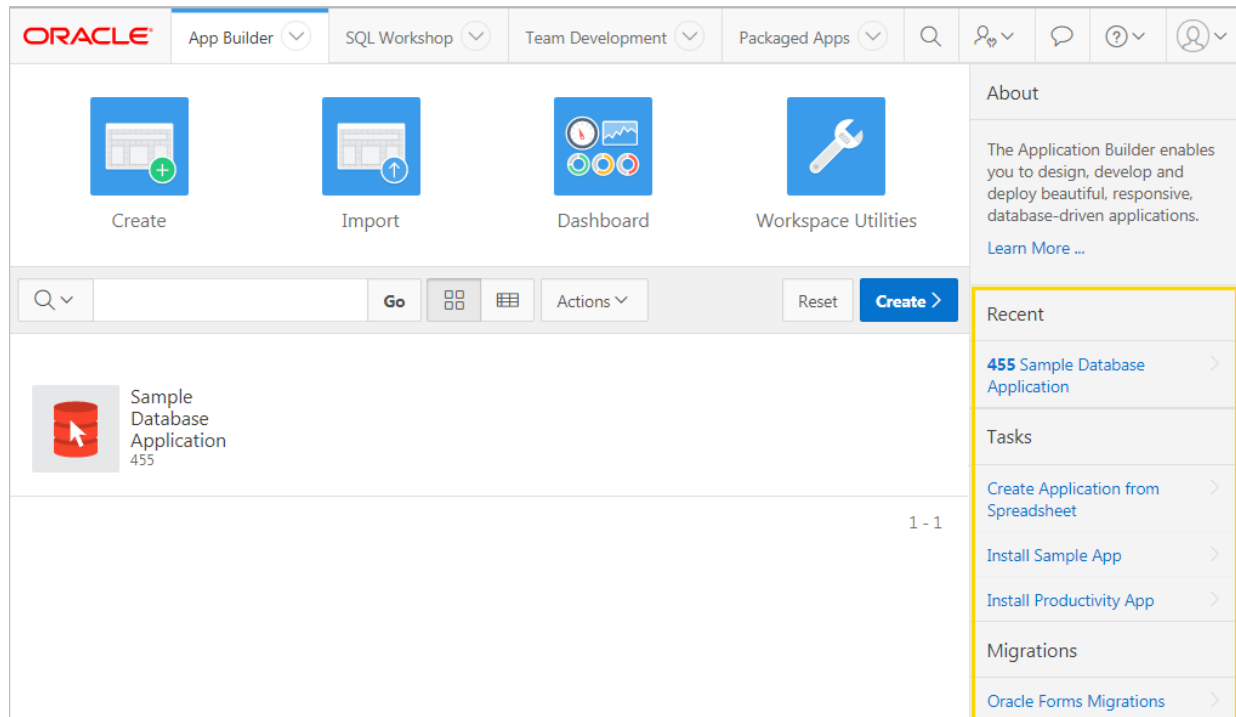 ORACLE
App Builder
SQL Workshop
Team Development
Packaged Apps
Create
Import
Dashboard
Workspace Utilities
Go
Actions
Reset
Create
Sample
Database
Application
455
1 - 1
About
The Application Builder enables
you to design, develop and
deploy beautiful, responsive,
database-driven applications.
Learn More ...
Recent
455 Sample Database
Application
Tasks
Create Application from
Spreadsheet
Install Sample App
Install Productivity App
Migrations
Oracle Forms Migrations